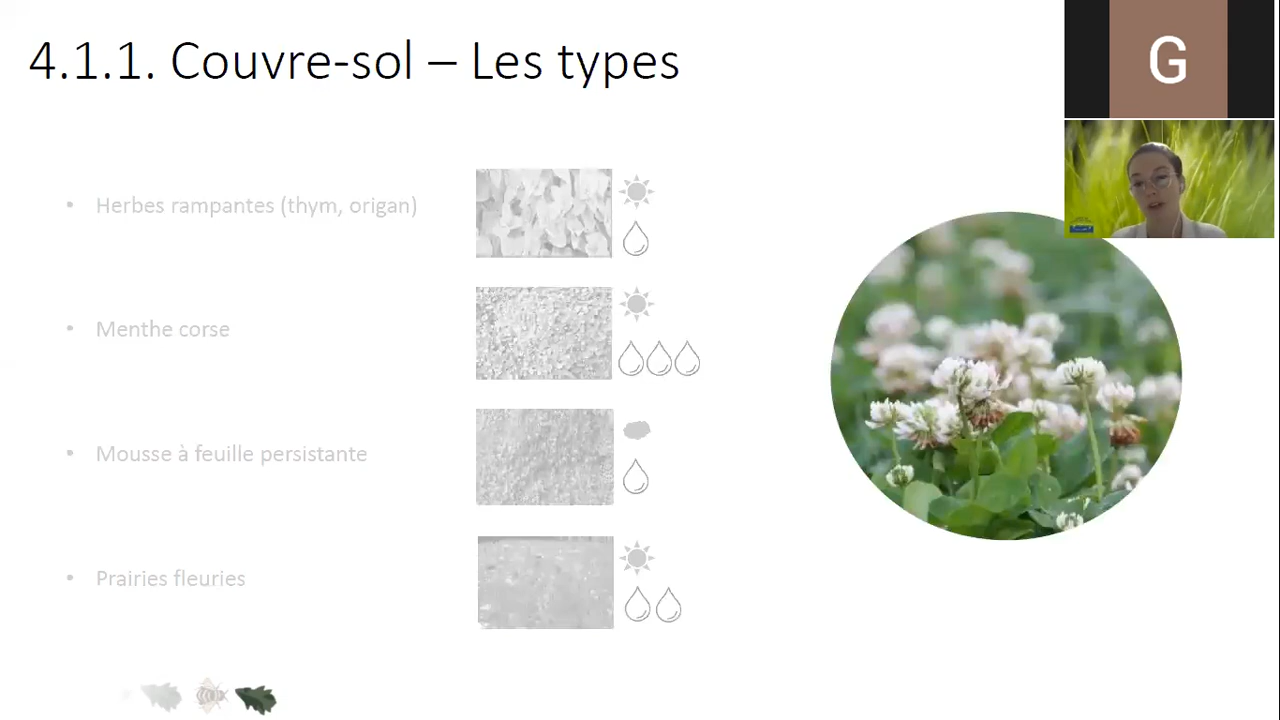 4.1.1. Couvre-sol – Les types
G
• Herbes rampantes (thym, origan)
• Menthe corse
• Mousse à feuille persistante
• Prairies fleuries